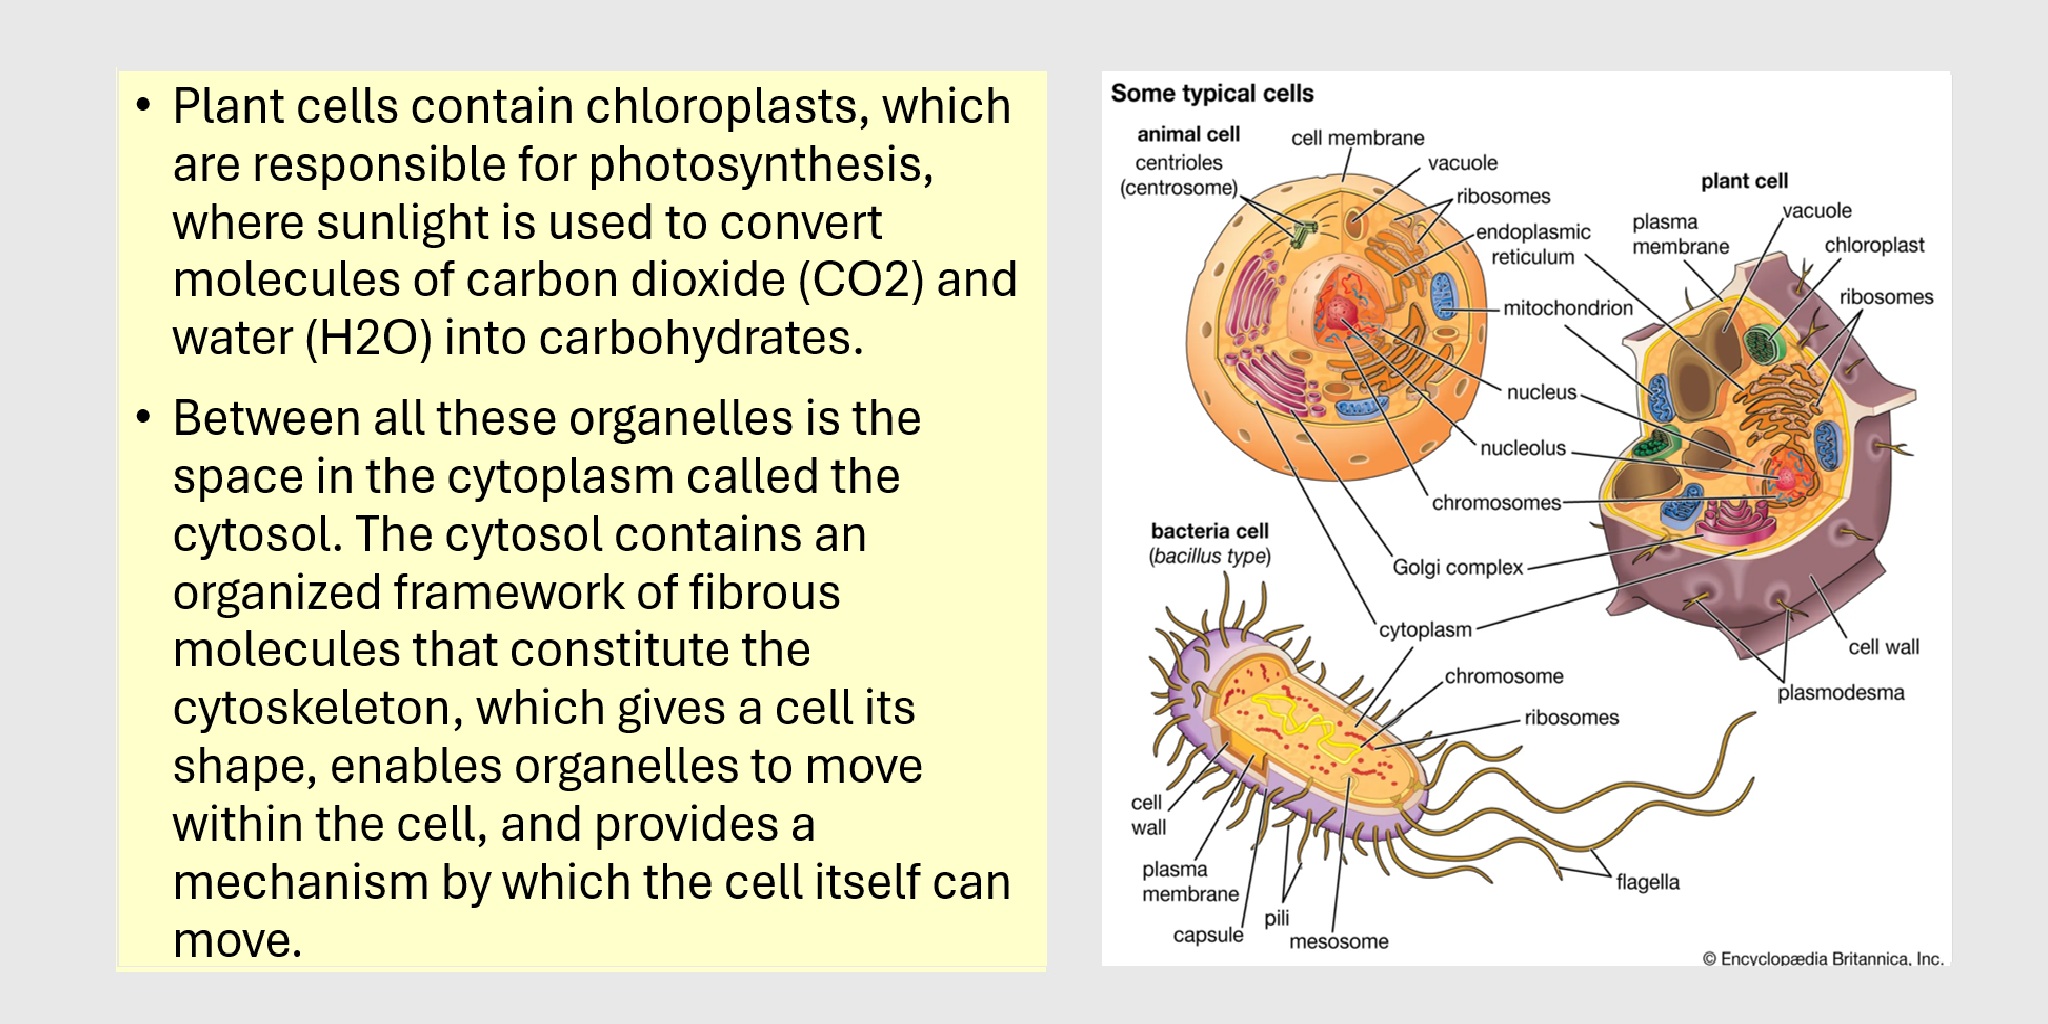 • Plant cells contain chloroplasts, which
are responsible for photosynthesis,
where sunlight is used to convert
molecules of carbon dioxide (CO2) and
water (H2O) into carbohydrates.
• Between all these organelles is the
space in the cytoplasm called the
cytosol. The cytosol contains an
organized framework of fibrous
molecules that constitute the
cytoskeleton, which gives a cell its
shape, enables organelles to move
within the cell, and provides a
mechanism by which the cell itself can
move.
Some typical cells
animal cell
centrioles
(centrosome)
cell membrane
vacuole
ribosomes
endoplasmic
reticulum
mitochondrion
plant cell
plasma
membrane
vacuole
chloroplast
ribosomes
nucleus
nucleolus
chromosomes
Golgi complex
cytoplasm
cell wall
plasmodesma
bacteria cell
(bacillus type)
chromosome
ribosomes
cell
wall
plasma
membrane
capsule
pili
mesosome
flagella
© Encyclopædia Britannica, Inc.